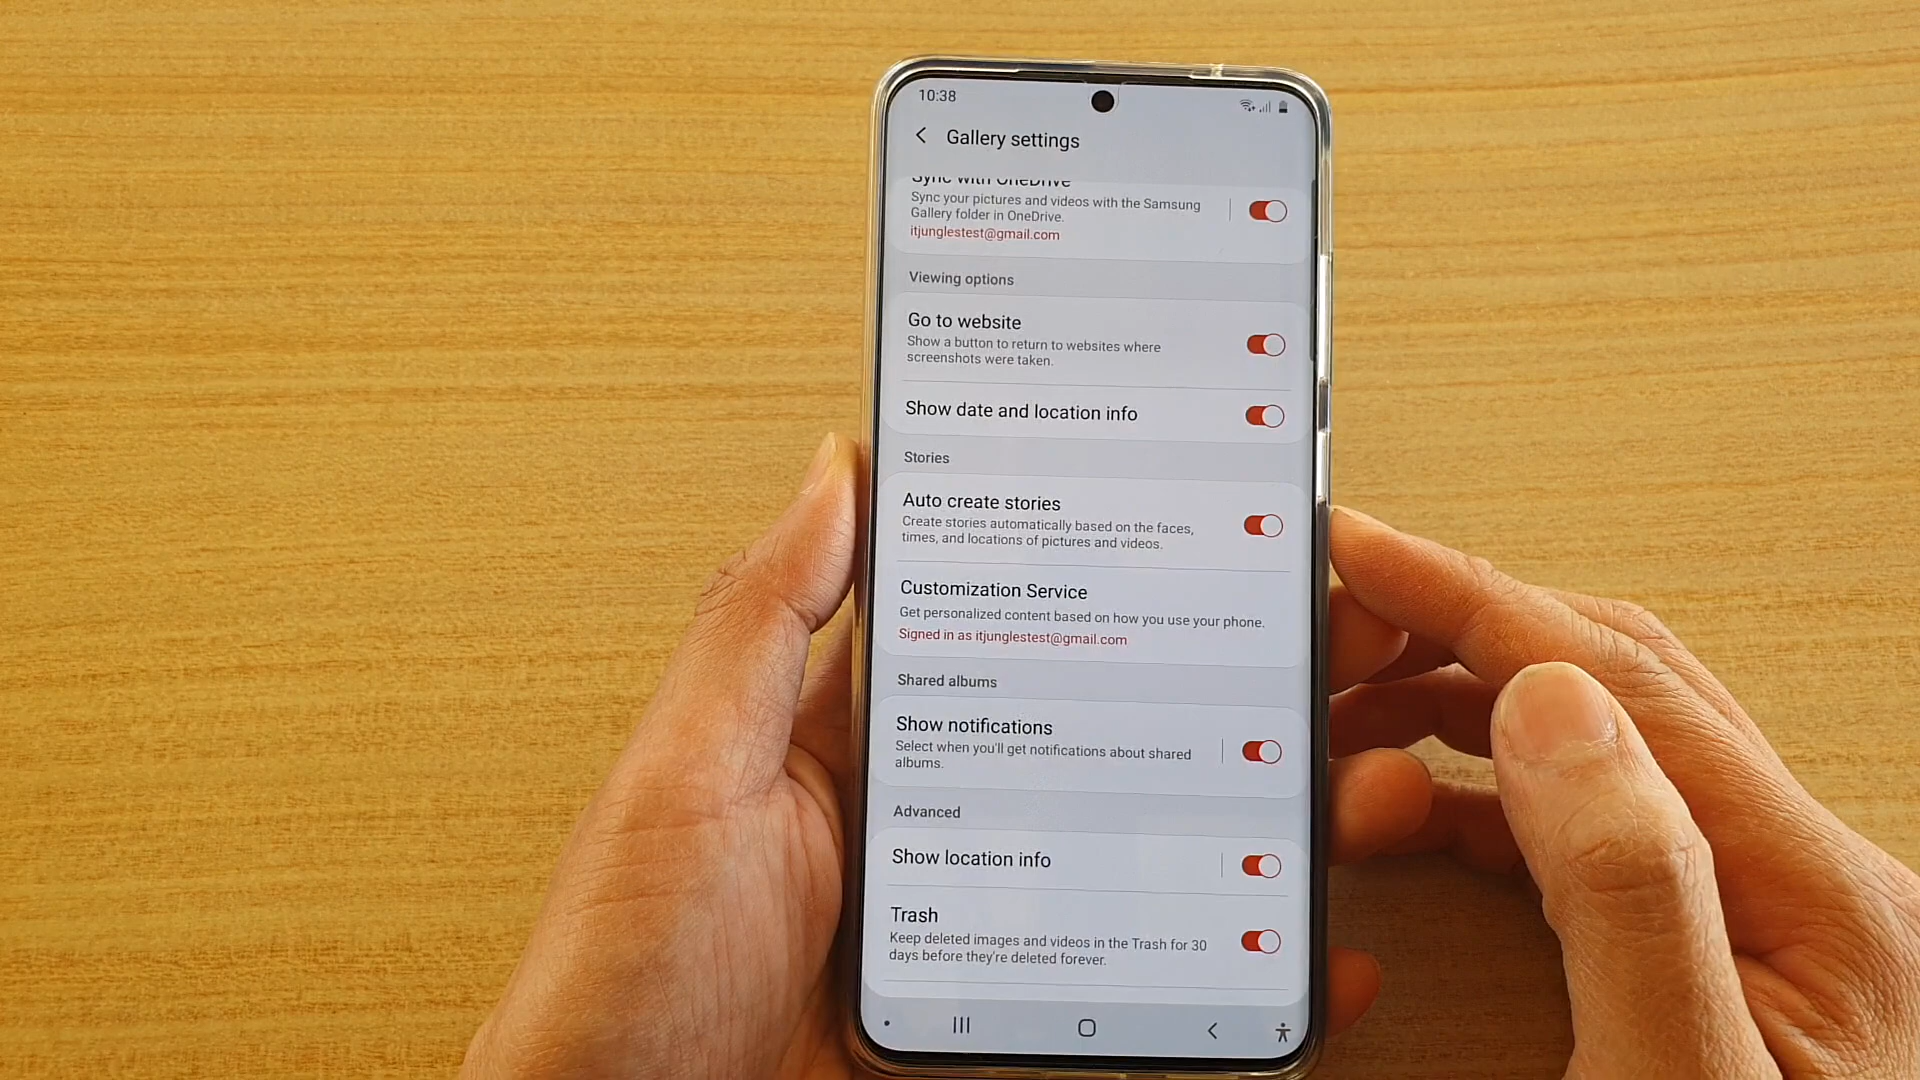 10:38
Gallery settings
Sync with OneDrive
Sync your pictures and videos with the Samsung
Gallery folder in OneDrive.
itjunglestest@gmail.com
Viewing options
Go to website
Show a button to return to websites where
screenshots were taken.
Show date and location info
Stories
Auto create stories
Create stories automatically based on the faces,
times, and locations of pictures and videos.
Customization Service
Get personalized content based on how you use your phone.
Signed in as itjunglestest@gmail.com
Shared albums
Show notifications
Select when you'll get notifications about shared
albums.
Advanced
Show location info
Trash
Keep deleted images and videos in the Trash for 30
days before they're deleted forever.